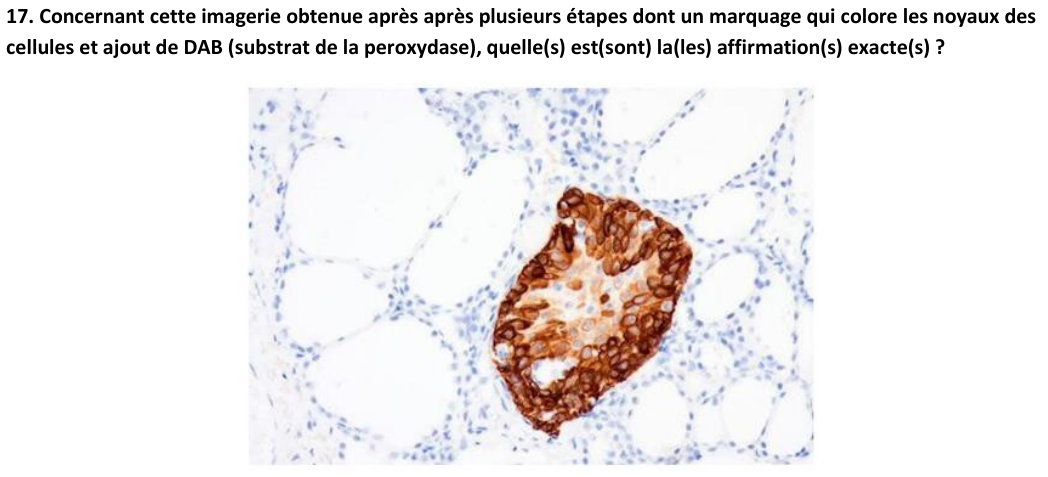 17. Concernant cette imagerie obtenue après après plusieurs étapes dont un marquage qui colore les noyaux des
cellules et ajout de DAB (substrat de la peroxydase), quelle(s) est(sont) la(les) affirmation(s) exacte(s) ?